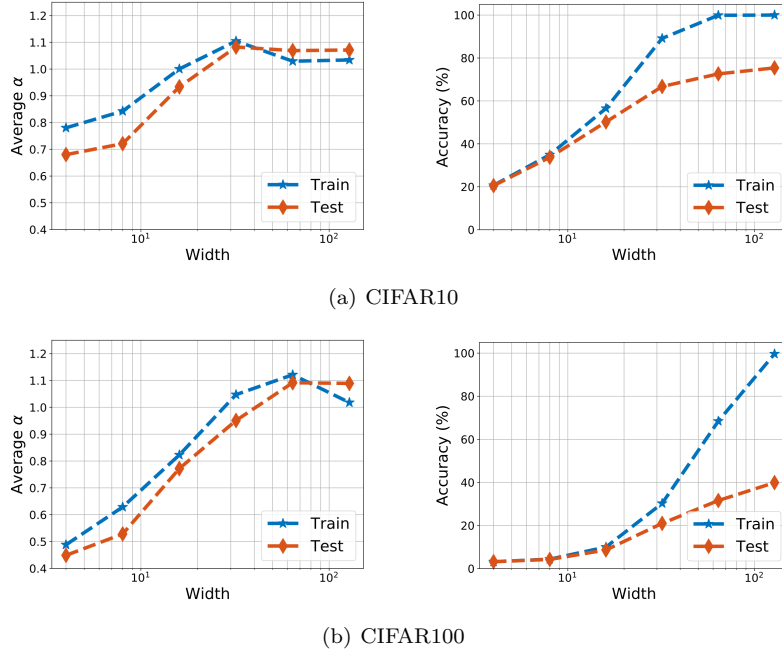 1.2
1.1
1.0
0.9
0.8
0.7
0.6
0.5
0.4
Average α
10¹
10²
Width
Train
Test
100
80
60
40
20
0
Accuracy (%)
10¹
10²
Width
Train
Test
(a) CIFAR10
1.2
1.1
1.0
0.9
0.8
0.7
0.6
0.5
0.4
Average α
10¹
10²
Width
Train
Test
100
80
60
40
20
0
Accuracy (%)
10¹
10²
Width
Train
Test
(b) CIFAR100